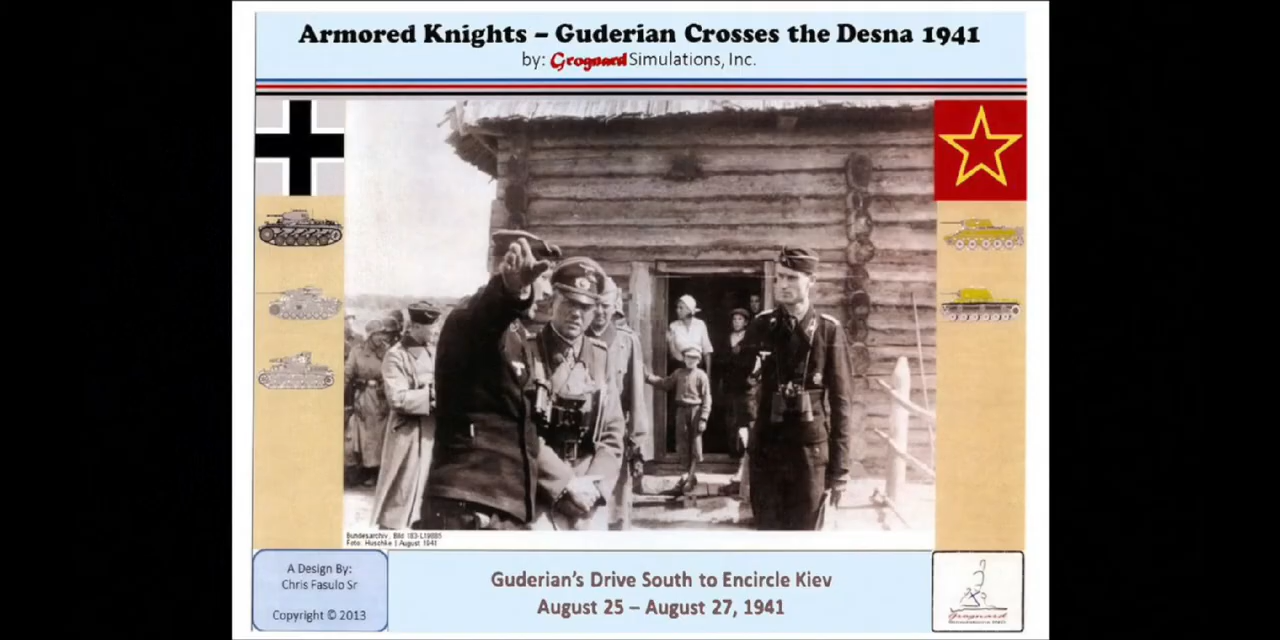 Armored Knights – Guderian Crosses the Desna 1941
by: Grognard Simulations, Inc.
Bundesarchiv, Bild 183-L19885
Foto: Huschke | August 1941
A Design By:
Chris Fasulo Sr
Copyright © 2013
Guderian's Drive South to Encircle Kiev
August 25 – August 27, 1941
Grognard